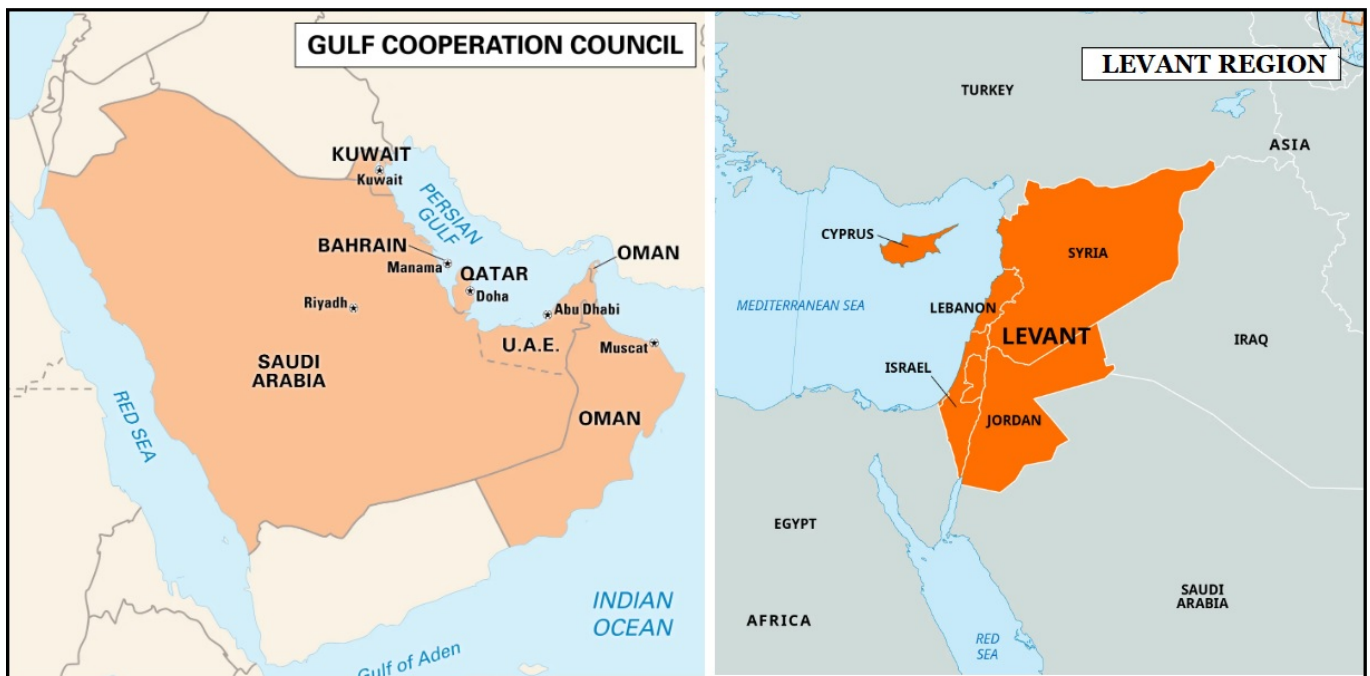 GULF COOPERATION COUNCIL
KUWAIT
Kuwait
PERSIAN
GULF
BAHRAIN
Manama
QATAR
Doha
OMAN
Riyadh
Abu Dhabi
U.A.E.
Muscat
SAUDI
ARABIA
OMAN
RED SEA
INDIAN
OCEAN
Gulf of Aden
LEVANT REGION
TURKEY
ASIA
CYPRUS
SYRIA
MEDITERRANEAN SEA
LEBANON
LEVANT
IRAQ
ISRAEL
JORDAN
EGYPT
SAUDI
ARABIA
AFRICA
RED
SEA